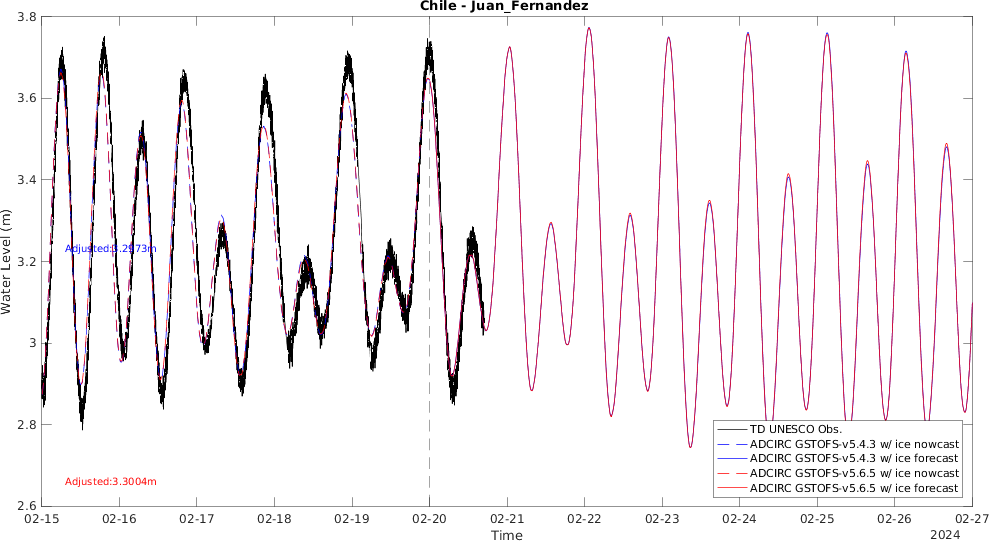 Chile - Juan_Fernandez
3.8
3.6
3.4
3.2
3
2.8
2.6
Water Level (m)
Adjusted:3.2973m
Adjusted:3.3004m
TD UNESCO Obs.
ADCIRC GSTOFS-v5.4.3 w/ ice nowcast
ADCIRC GSTOFS-v5.4.3 w/ ice forecast
ADCIRC GSTOFS-v5.6.5 w/ ice nowcast
ADCIRC GSTOFS-v5.6.5 w/ ice forecast
02-15 02-16 02-17 02-18 02-19 02-20 02-21 02-22 02-23 02-24 02-25 02-26 02-27
Time
2024